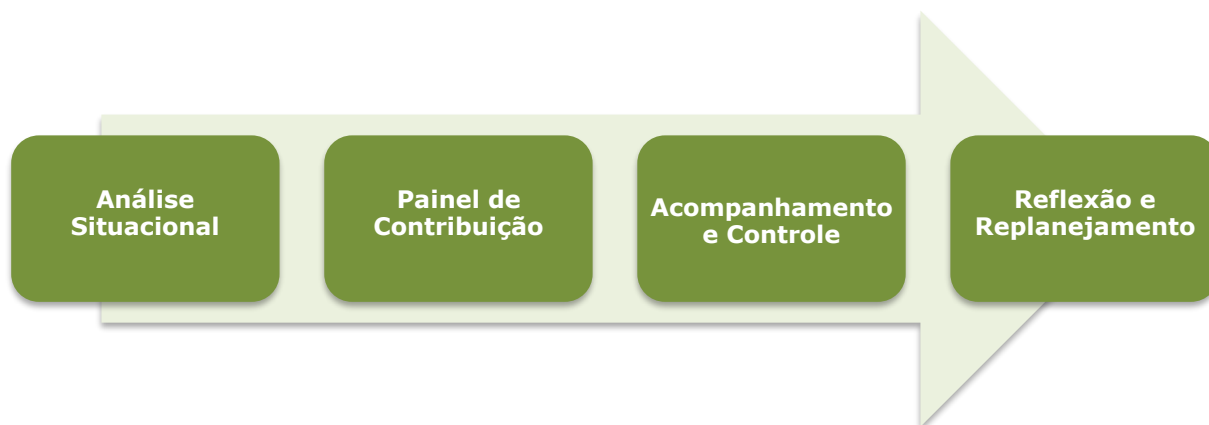 Análise
Situacional
Painel de
Contribuição
Acompanhamento
e Controle
Reflexão e
Replanejamento